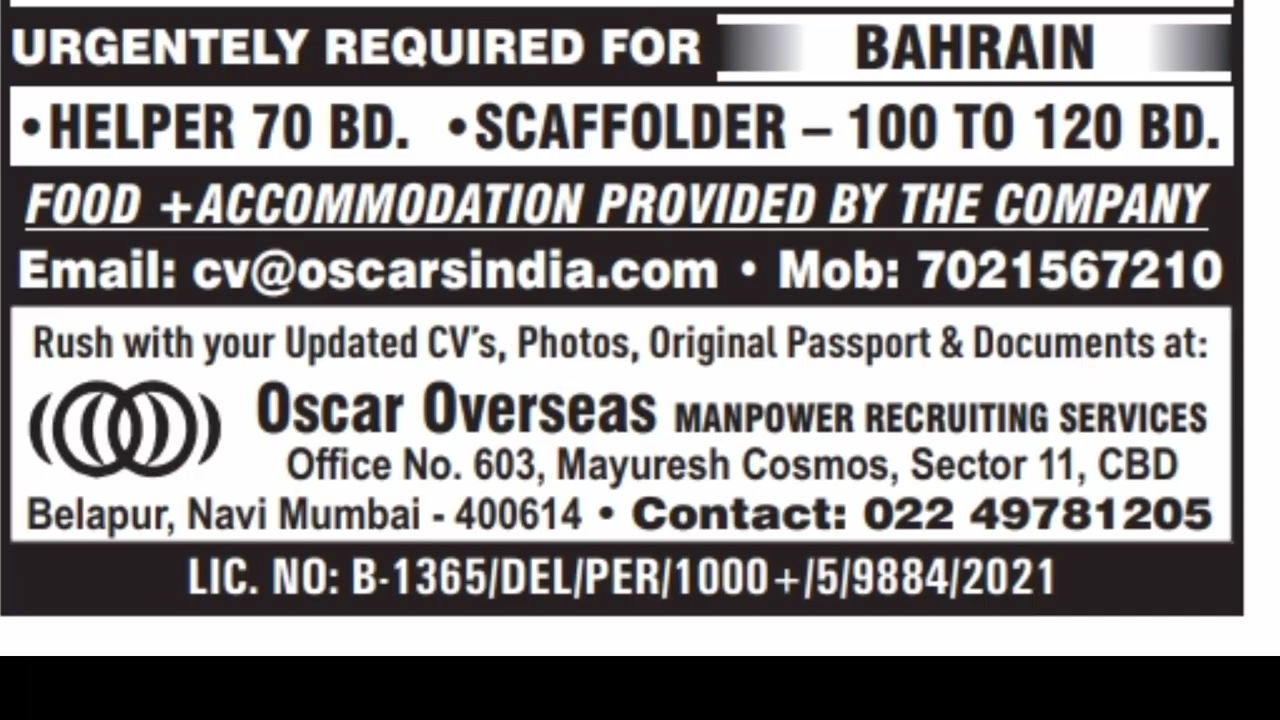 URGENTELY REQUIRED FOR BAHRAIN
•HELPER 70 BD. •SCAFFOLDER – 100 TO 120 BD.
FOOD +ACCOMMODATION PROVIDED BY THE COMPANY
Email: cv@oscarsindia.com • Mob: 7021567210
Rush with your Updated CV's, Photos, Original Passport & Documents at:
Oscar Overseas MANPOWER RECRUITING SERVICES
Office No. 603, Mayuresh Cosmos, Sector 11, CBD
Belapur, Navi Mumbai - 400614 • Contact: 022 49781205
LIC. NO: B-1365/DEL/PER/1000+/5/9884/2021